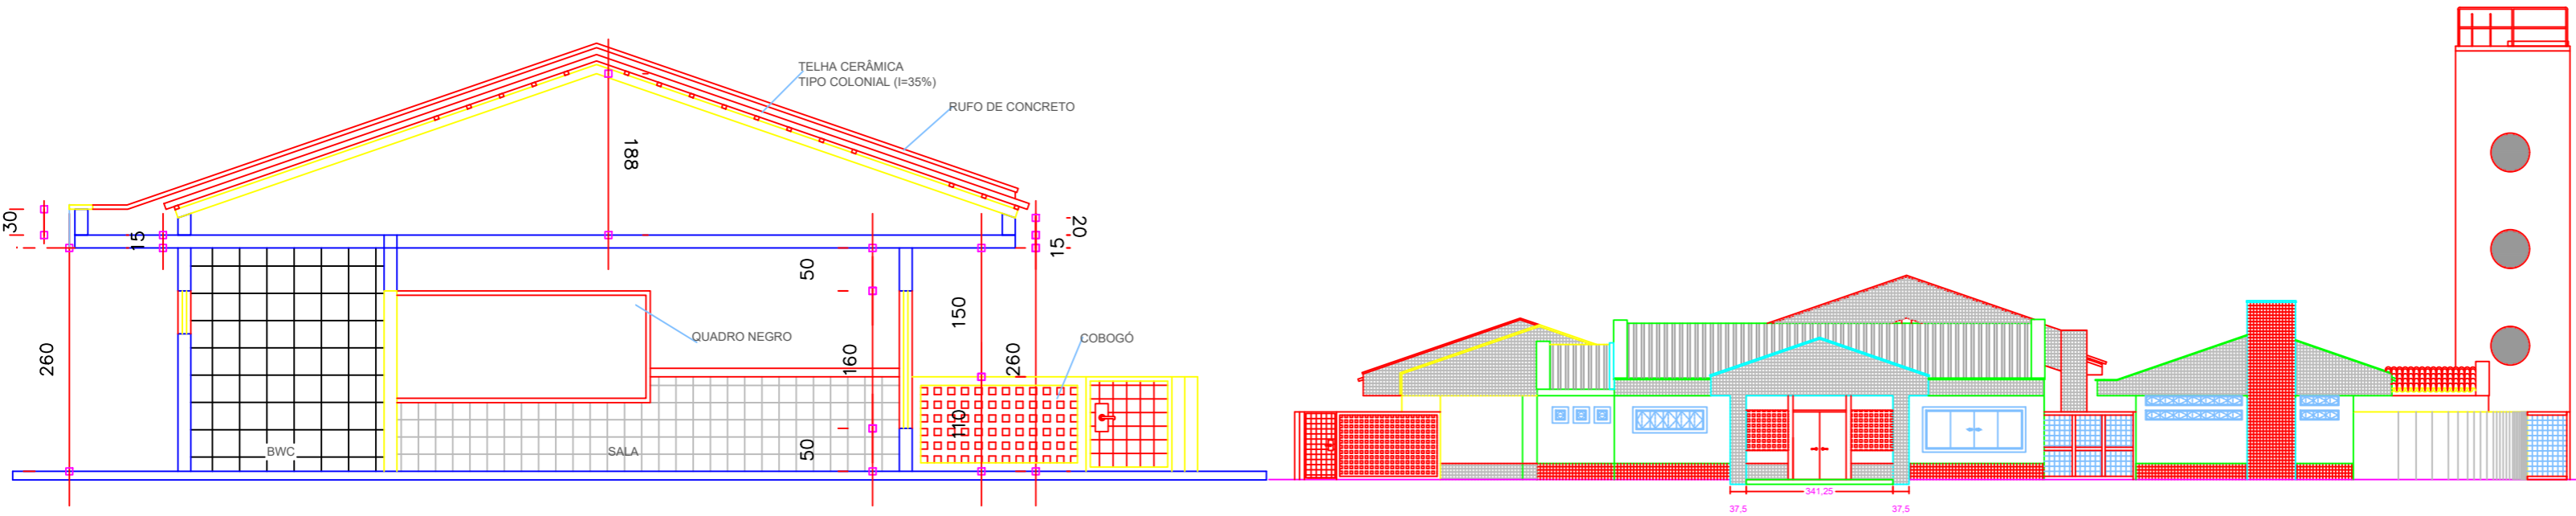 TELHA CERÂMICA
TIPO COLONIAL (I=35%)
RUFO DE CONCRETO
188
30
15
20
15
50
150
260
QUADRO NEGRO
160
260
COBOGÓ
110
BWC
SALA
50
341,25
37,5
37,5